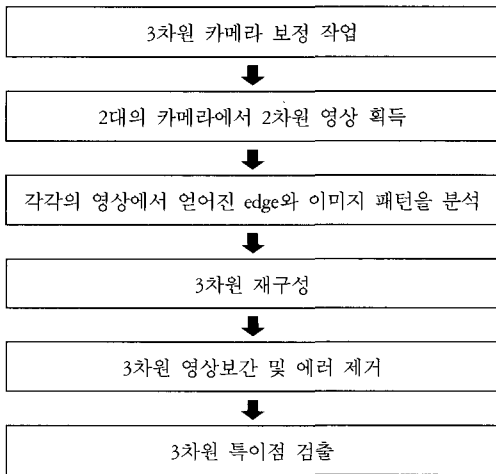 3차원 카메라 보정 작업
2대의 카메라에서 2차원 영상 획득
각각의 영상에서 얻어진 edge와 이미지 패턴을 분석
3차원 재구성
3차원 영상보간 및 에러 제거
3차원 특이점 검출